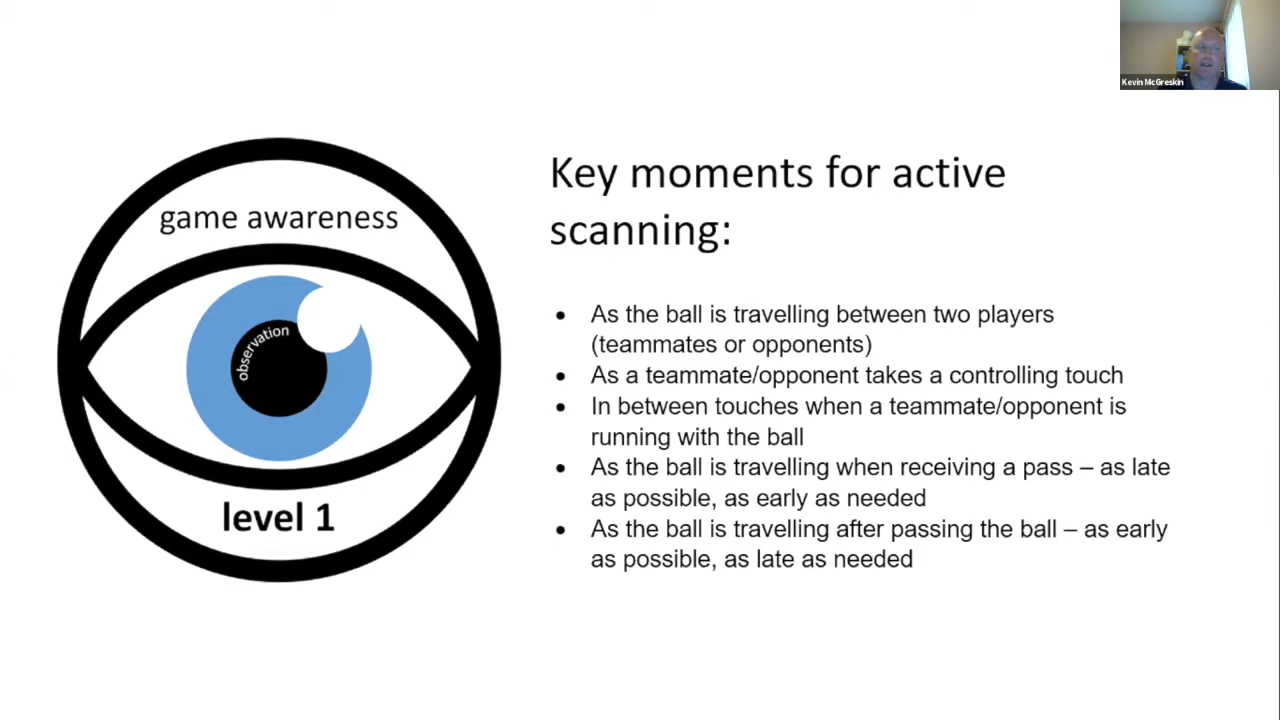 Kevin McGreskin
game awareness
observation
level 1
Key moments for active
scanning:
• As the ball is travelling between two players
(teammates or opponents)
• As a teammate/opponent takes a controlling touch
• In between touches when a teammate/opponent is
running with the ball
• As the ball is travelling when receiving a pass – as late
as possible, as early as needed
• As the ball is travelling after passing the ball – as early
as possible, as late as needed